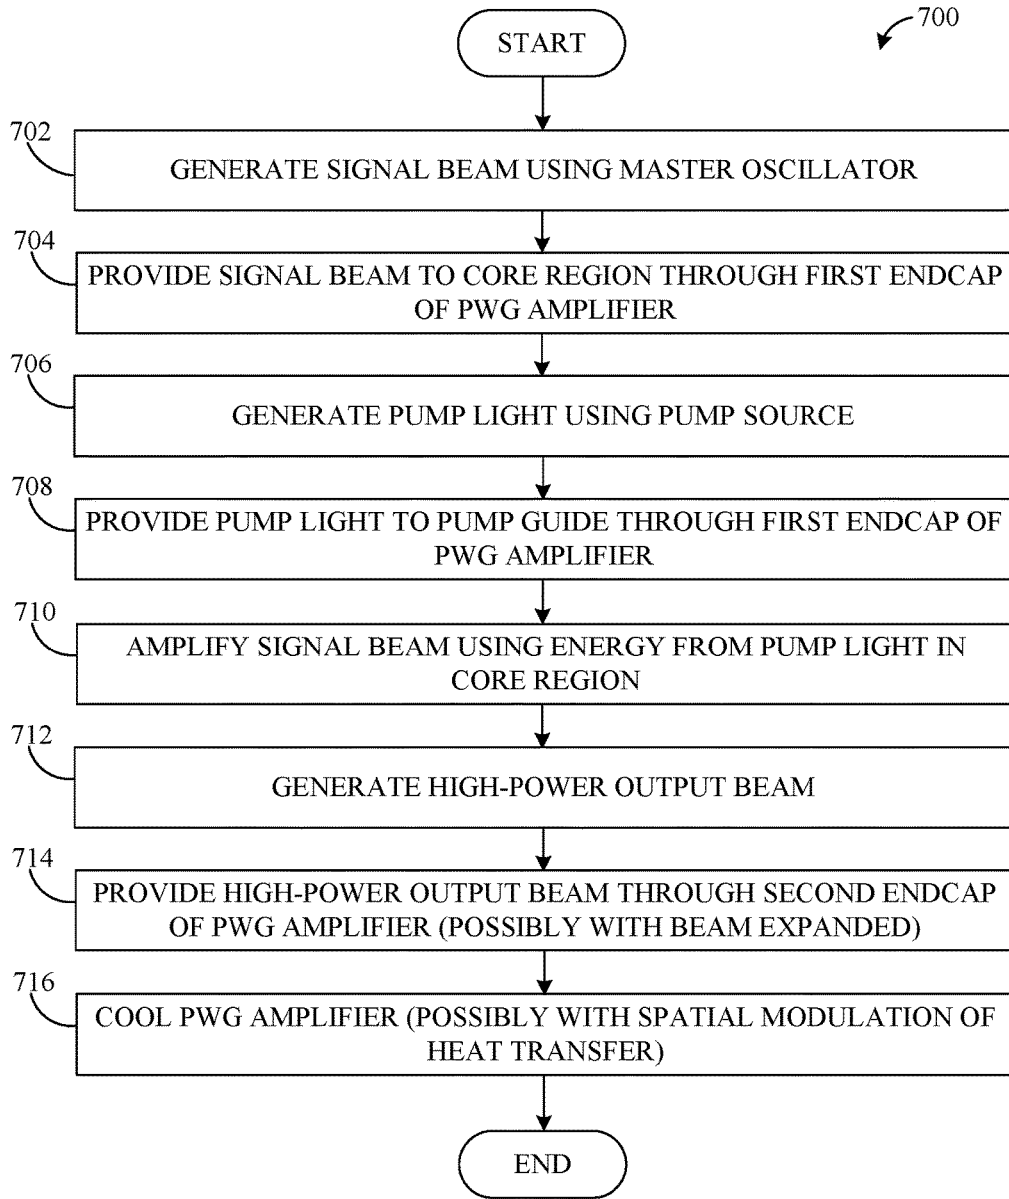 START
700
702
GENERATE SIGNAL BEAM USING MASTER OSCILLATOR
704
PROVIDE SIGNAL BEAM TO CORE REGION THROUGH FIRST ENDCAP
OF PWG AMPLIFIER
706
GENERATE PUMP LIGHT USING PUMP SOURCE
708
PROVIDE PUMP LIGHT TO PUMP GUIDE THROUGH FIRST ENDCAP OF
PWG AMPLIFIER
710
AMPLIFY SIGNAL BEAM USING ENERGY FROM PUMP LIGHT IN
CORE REGION
712
GENERATE HIGH-POWER OUTPUT BEAM
714
PROVIDE HIGH-POWER OUTPUT BEAM THROUGH SECOND ENDCAP
OF PWG AMPLIFIER (POSSIBLY WITH BEAM EXPANDED)
716
COOL PWG AMPLIFIER (POSSIBLY WITH SPATIAL MODULATION OF
HEAT TRANSFER)
END